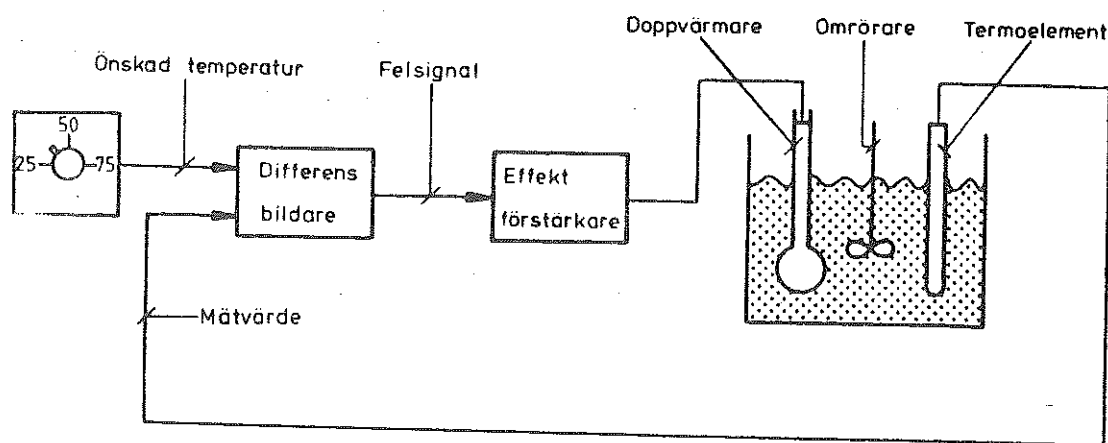 Doppvärmare
Omrörare
Termoelement
Önskad temperatur
Felsignal
50
25
75
Differens
bildare
Effekt
förstärkare
Mätvärde